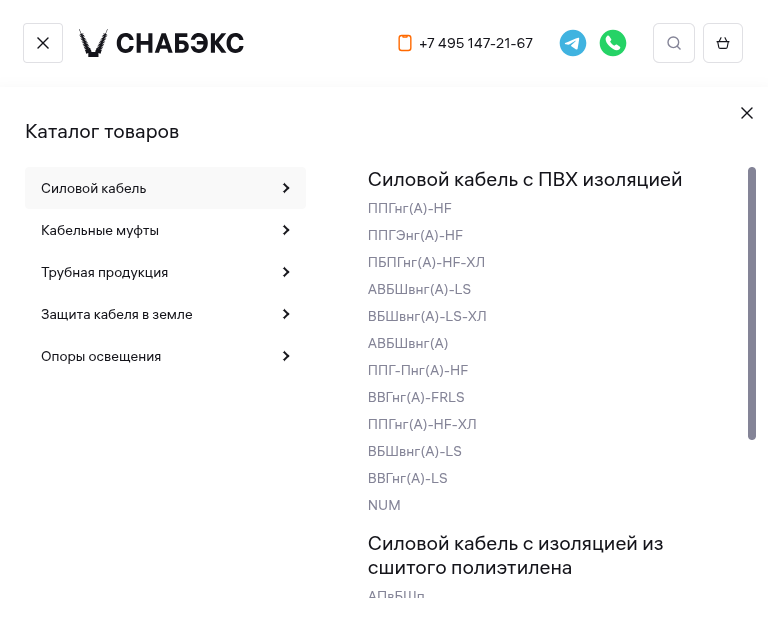 СНАБЭКС
+7 495 147-21-67
Каталог товаров
Силовой кабель
Кабельные муфты
Трубная продукция
Защита кабеля в земле
Опоры освещения
Силовой кабель с ПВХ изоляцией
ППГнг(А)-HF
ППГЭнг(А)-HF
ПБПГнг(А)-HF-ХЛ
АВБШвнг(А)-LS
ВБШвнг(А)-LS-ХЛ
АВБШвнг(А)
ППГ-Пнг(А)-HF
ВВГнг(А)-FRLS
ППГнг(А)-HF-ХЛ
ВБШвнг(А)-LS
ВВГнг(А)-LS
NUM
Силовой кабель с изоляцией из
сшитого полиэтилена
АПвБШп